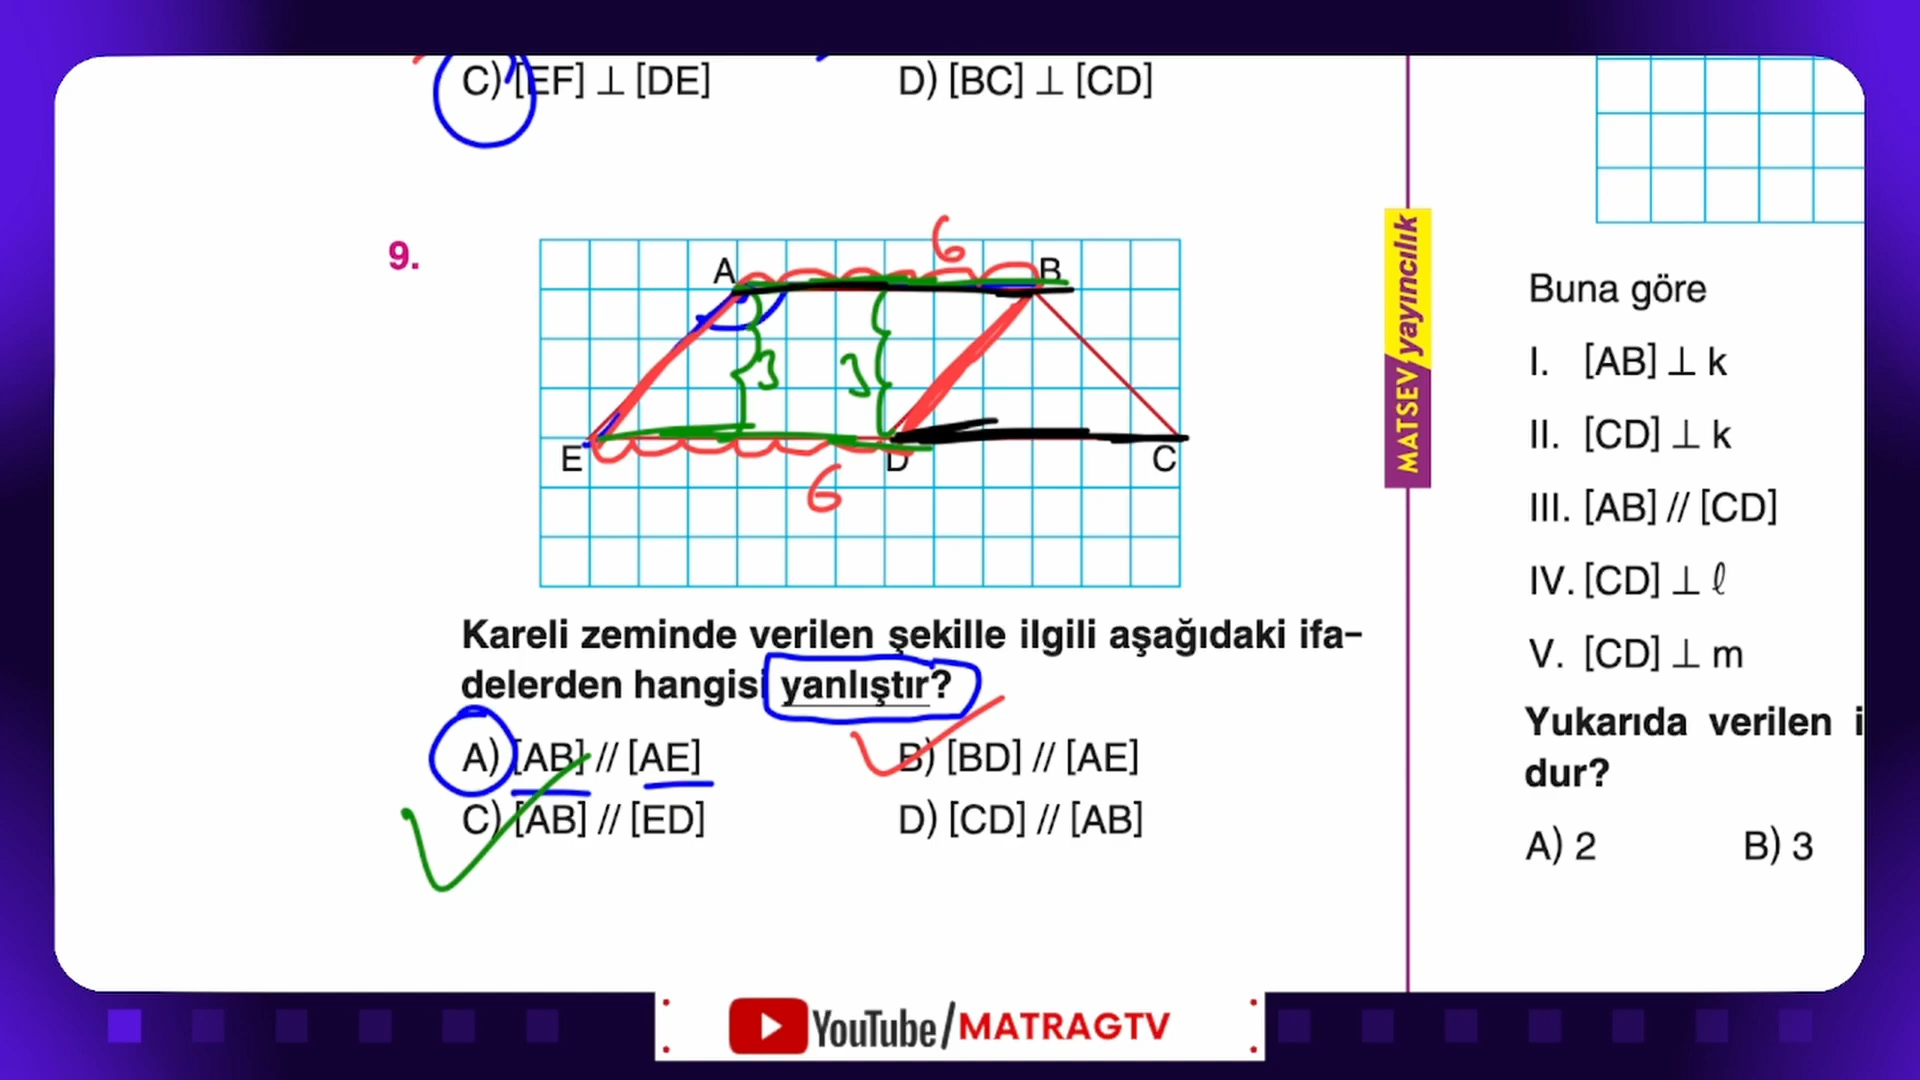 C) [EF] ⊥ [DE]
D) [BC] ⊥ [CD]
9.
6
A
B
3
3
E
D
C
6
Kareli zeminde verilen şekille ilgili aşağıdaki ifa-
delerden hangisi yanlıştır?
A) [AB] // [AE]
B) [BD] // [AE]
C) [AB] // [ED]
D) [CD] // [AB]
MATSEV yayıncılık
Buna göre
I. [AB] ⊥ k
II. [CD] ⊥ k
III. [AB] // [CD]
IV. [CD] ⊥ ℓ
V. [CD] ⊥ m
Yukarıda verilen i
dur?
A) 2
B) 3
YouTube/MATRAGTV